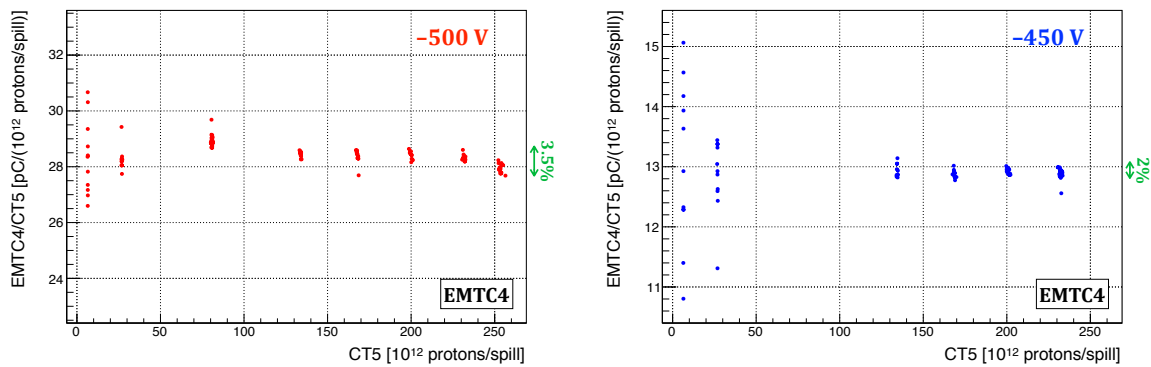 EMTC4/CT5 [pC/(10¹² protons/spill)]
32
30
28
26
24
–500 V
3.5%
EMTC4
0 50 100 150 200 250
CT5 [10¹² protons/spill]
EMTC4/CT5 [pC/(10¹² protons/spill)]
15
14
13
12
11
–450 V
2%
EMTC4
0 50 100 150 200 250
CT5 [10¹² protons/spill]